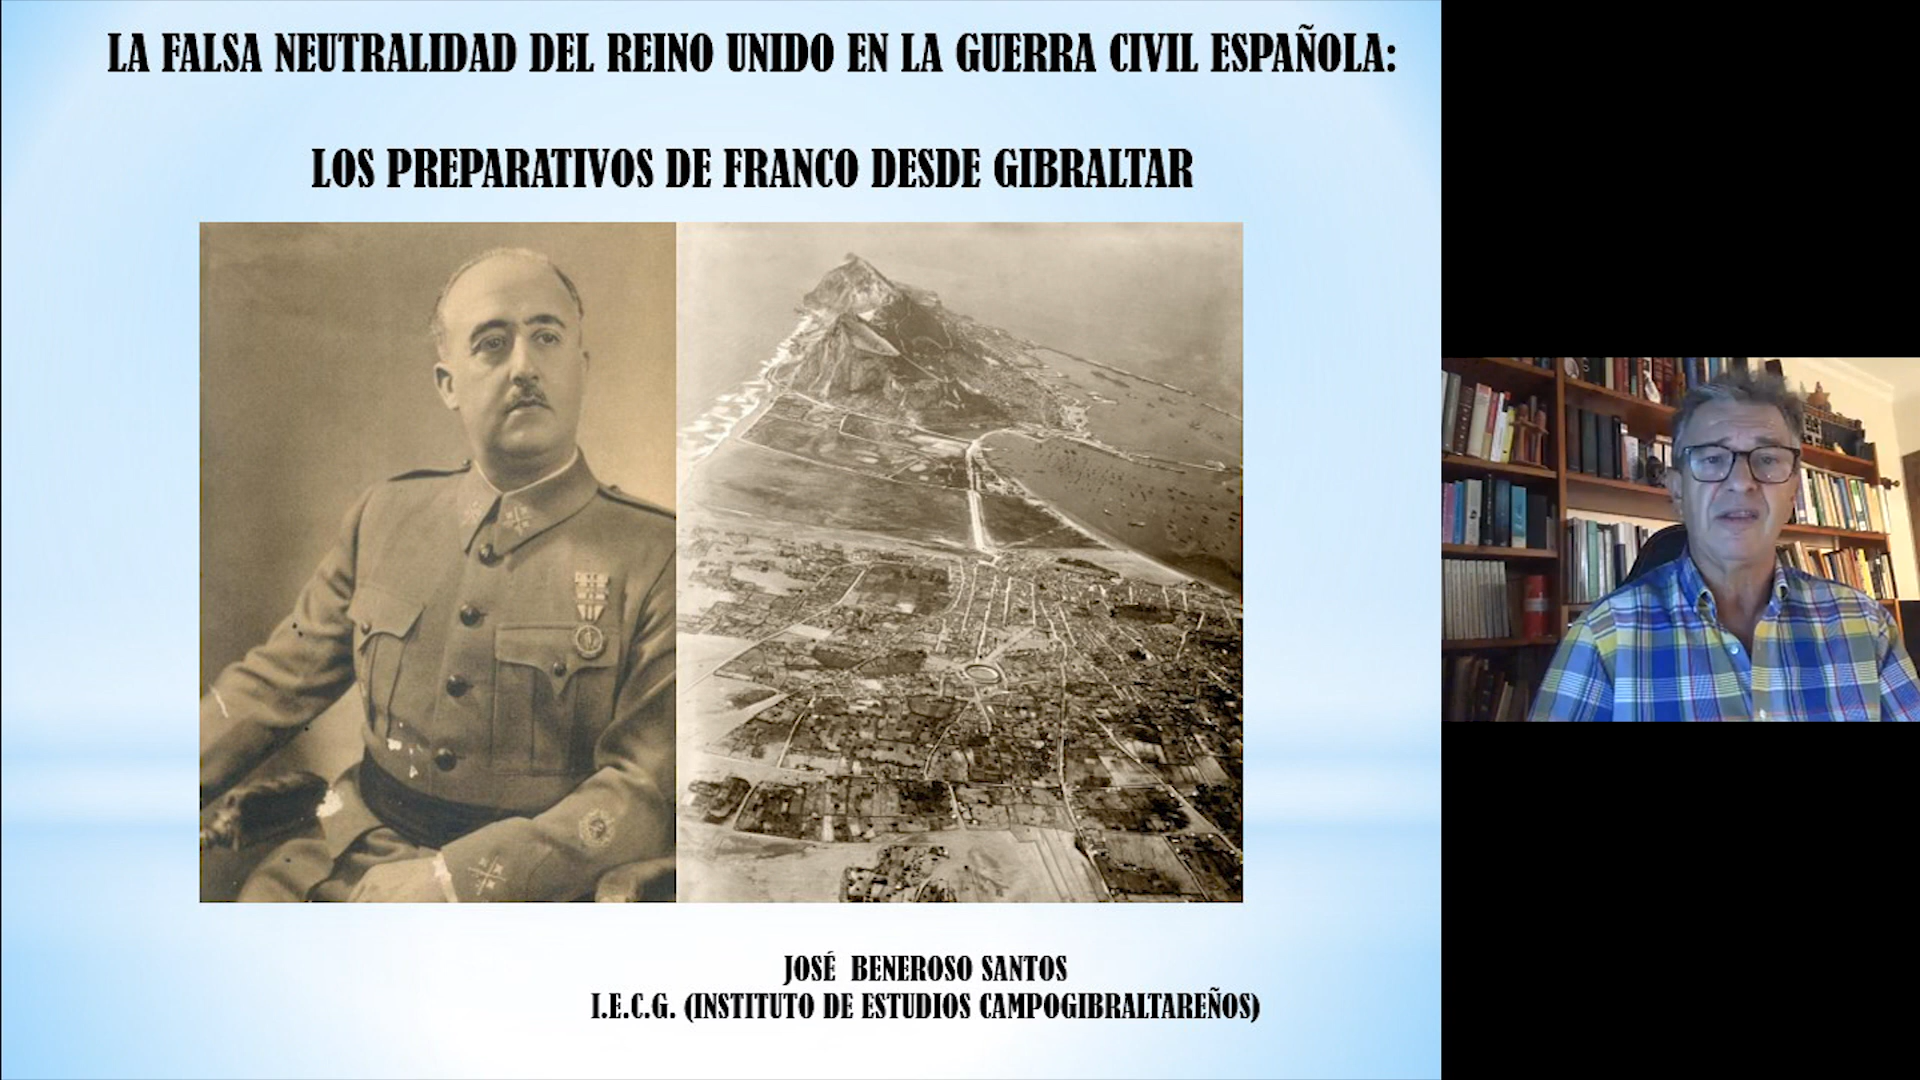 LA FALSA NEUTRALIDAD DEL REINO UNIDO EN LA GUERRA CIVIL ESPAÑOLA:
LOS PREPARATIVOS DE FRANCO DESDE GIBRALTAR
JOSÉ BENEROSO SANTOS
I.E.C.G. (INSTITUTO DE ESTUDIOS CAMPOGIBRALTAREÑOS)